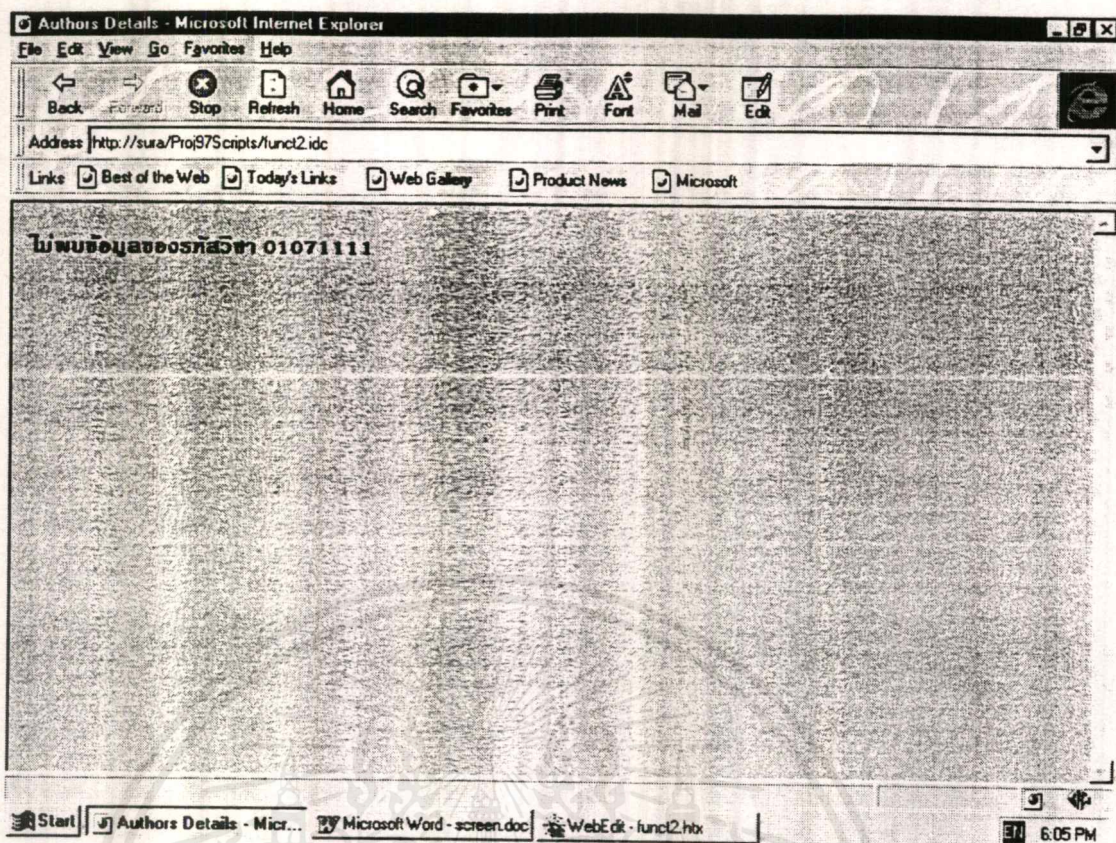 Authors Details - Microsoft Internet Explorer
File Edit View Go Favorites Help
Back Forward Stop Refresh Home Search Favorites Print Font Mail Edit
Address http://sura/Proj97Scripts/funct2.idc
Links Best of the Web Today's Links Web Gallery Product News Microsoft
ไม่พบข้อมูลของรหัสวิชา 01071111
Start Authors Details - Micr... Microsoft Word - screen.doc WebEdit - funct2.htx EN 6:05 PM